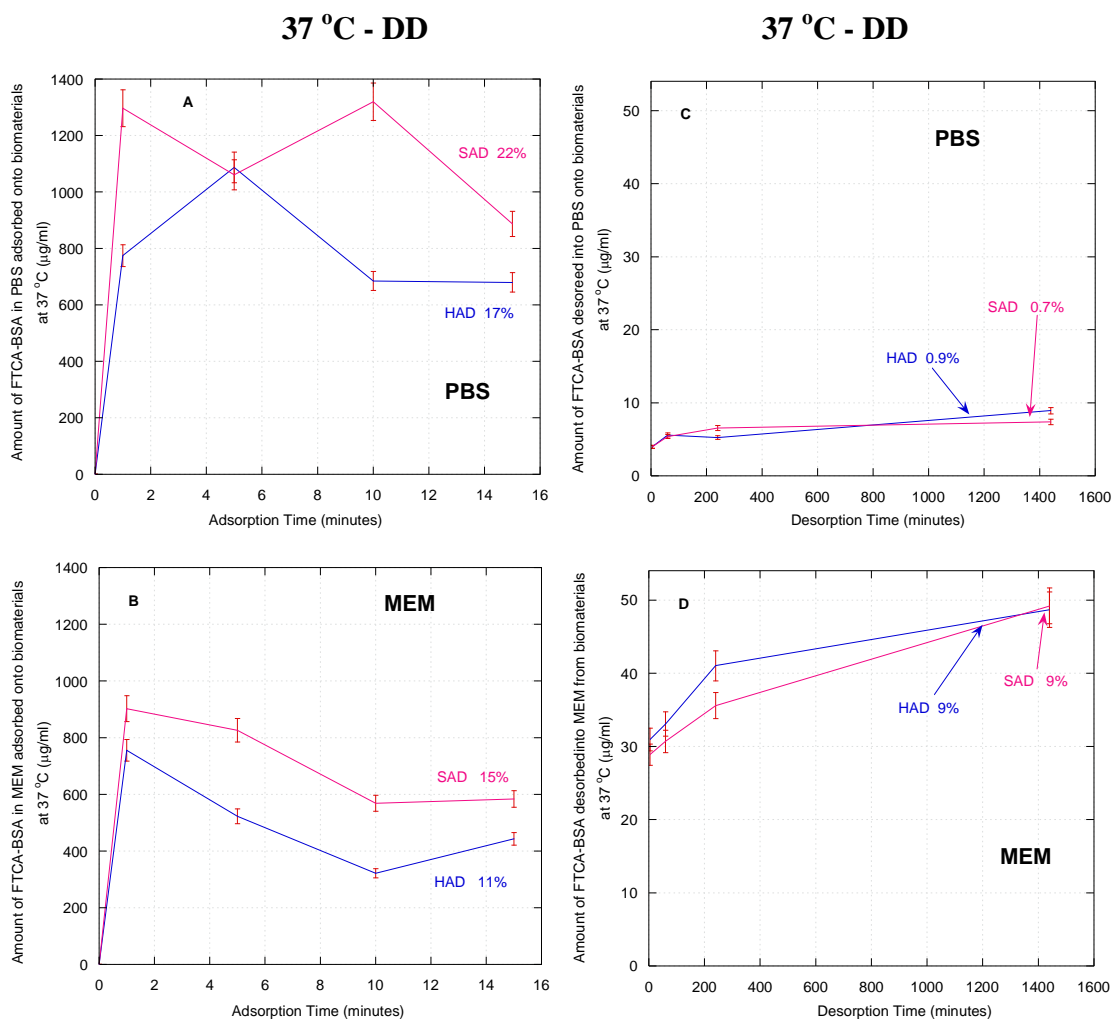 37 °C - DD
37 °C - DD
Amount of FTCA-BSA in PBS adsorbed onto biomaterials
at 37 °C (μg/ml)
1400
1200
1000
800
600
400
200
0
A
SAD 22%
HAD 17%
PBS
0 2 4 6 8 10 12 14 16
Adsorption Time (minutes)
Amount of FTCA-BSA desoreed into PBS onto biomaterials
at 37 °C (μg/ml)
50
40
30
20
10
0
C
PBS
SAD 0.7%
HAD 0.9%
0 200 400 600 800 1000 1200 1400 1600
Desorption Time (minutes)
Amount of FTCA-BSA in MEM adsorbed onto biomaterials
at 37 °C (μg/ml)
1400
1200
1000
800
600
400
200
0
B
MEM
SAD 15%
HAD 11%
0 2 4 6 8 10 12 14 16
Adsorption Time (minutes)
Amount of FTCA-BSA desorbedinto MEM from biomaterials
at 37 °C (μg/ml)
50
40
30
20
10
0
D
SAD 9%
HAD 9%
MEM
0 200 400 600 800 1000 1200 1400 1600
Desorption Time (minutes)